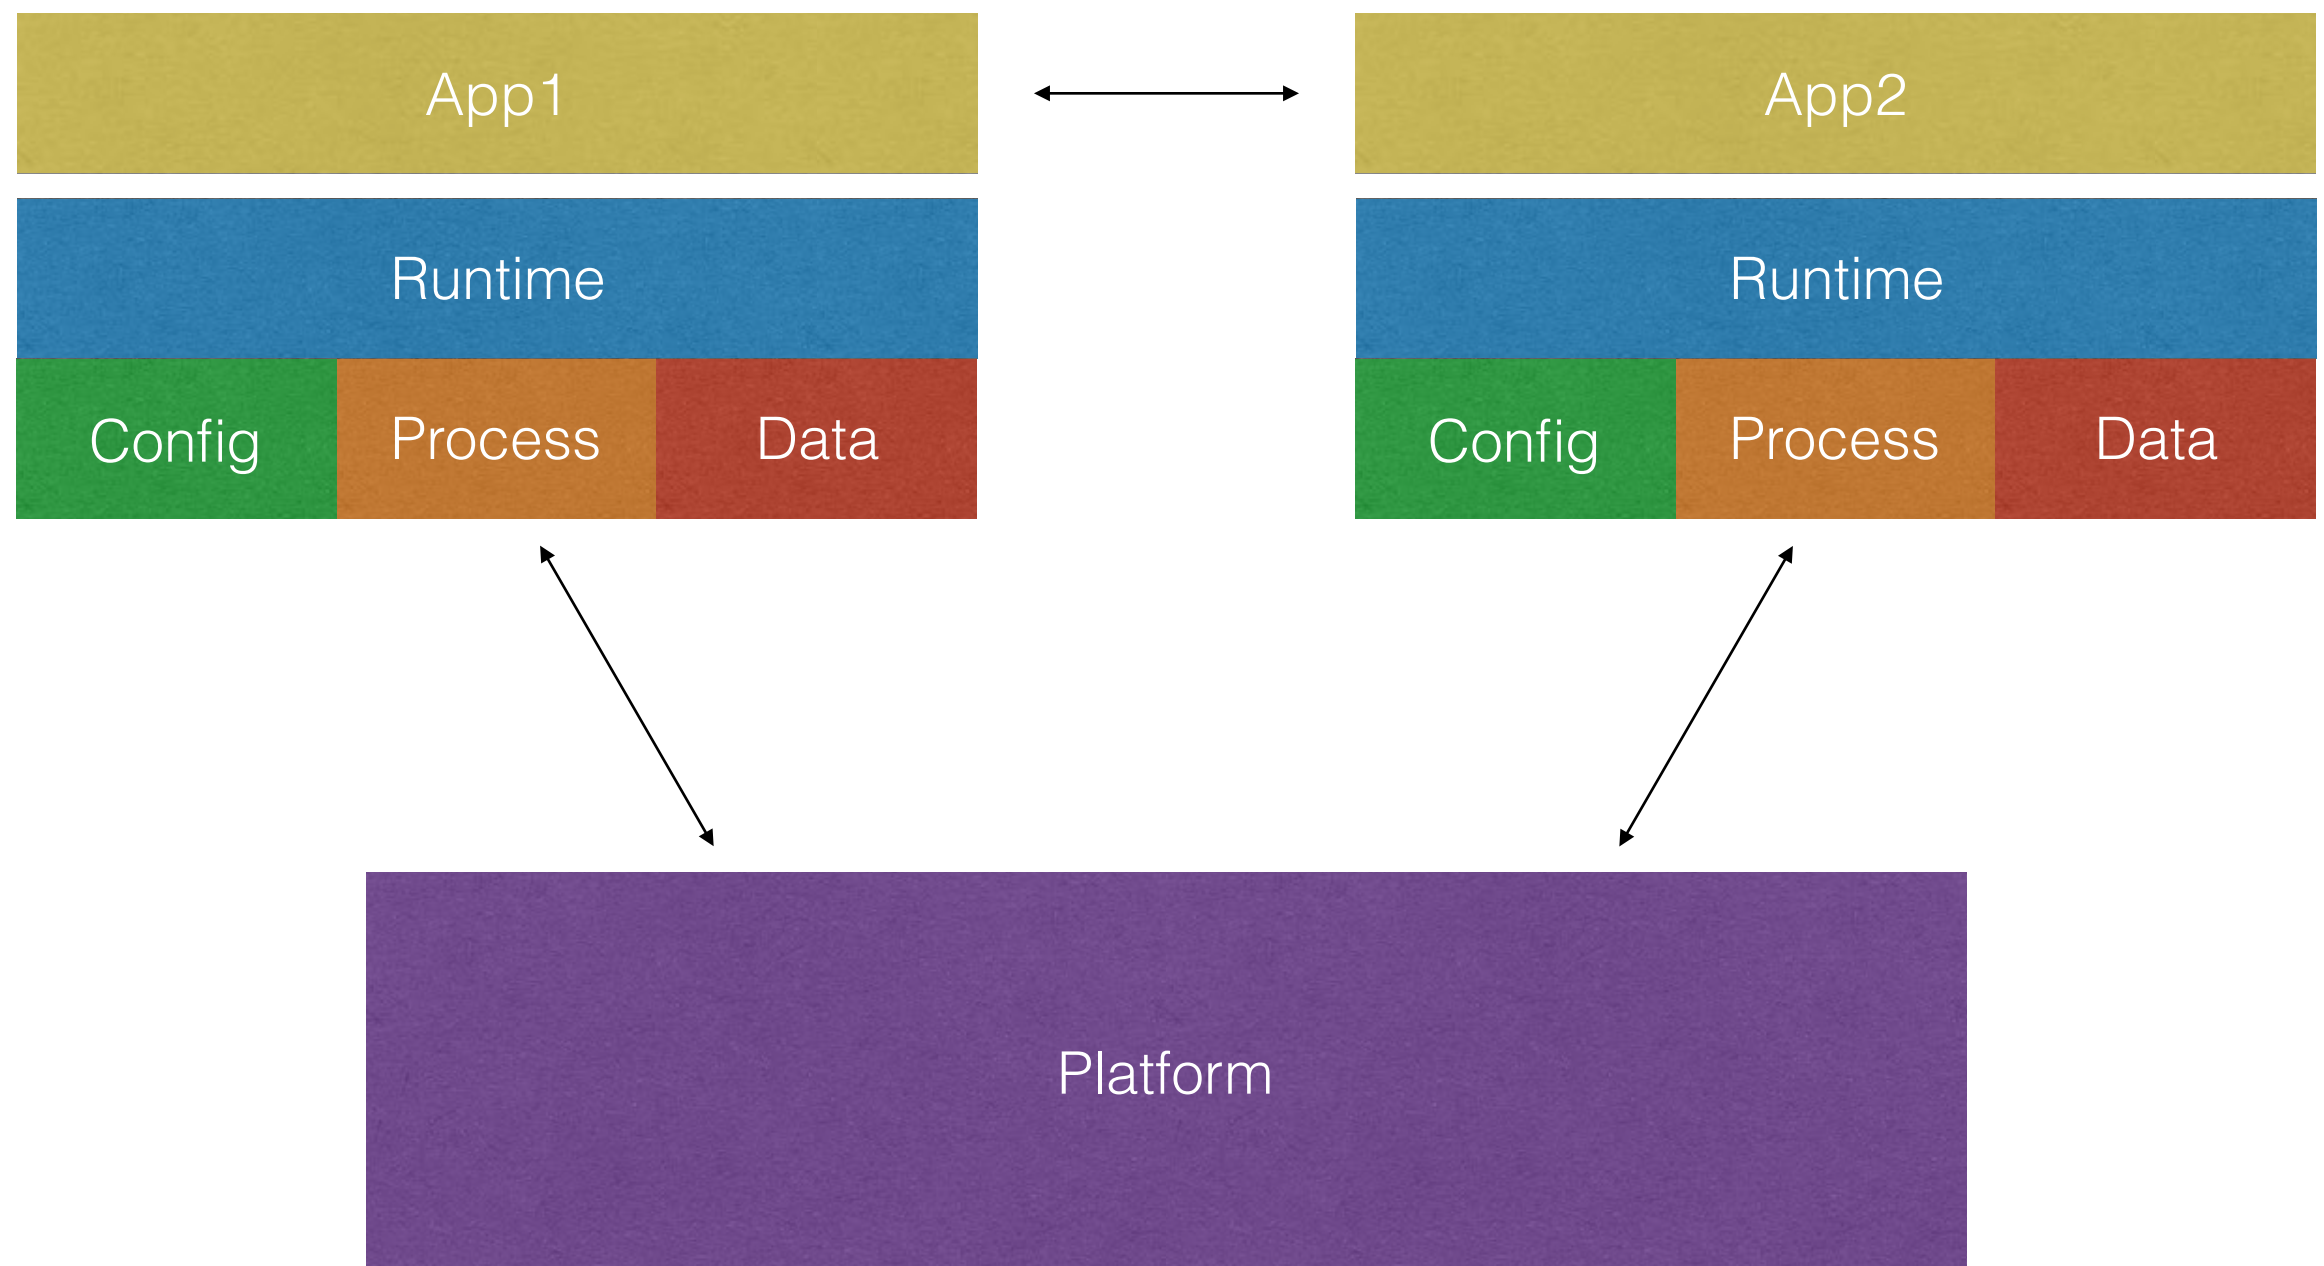 App1
App2
Runtime
Runtime
Config
Process
Data
Config
Process
Data
Platform